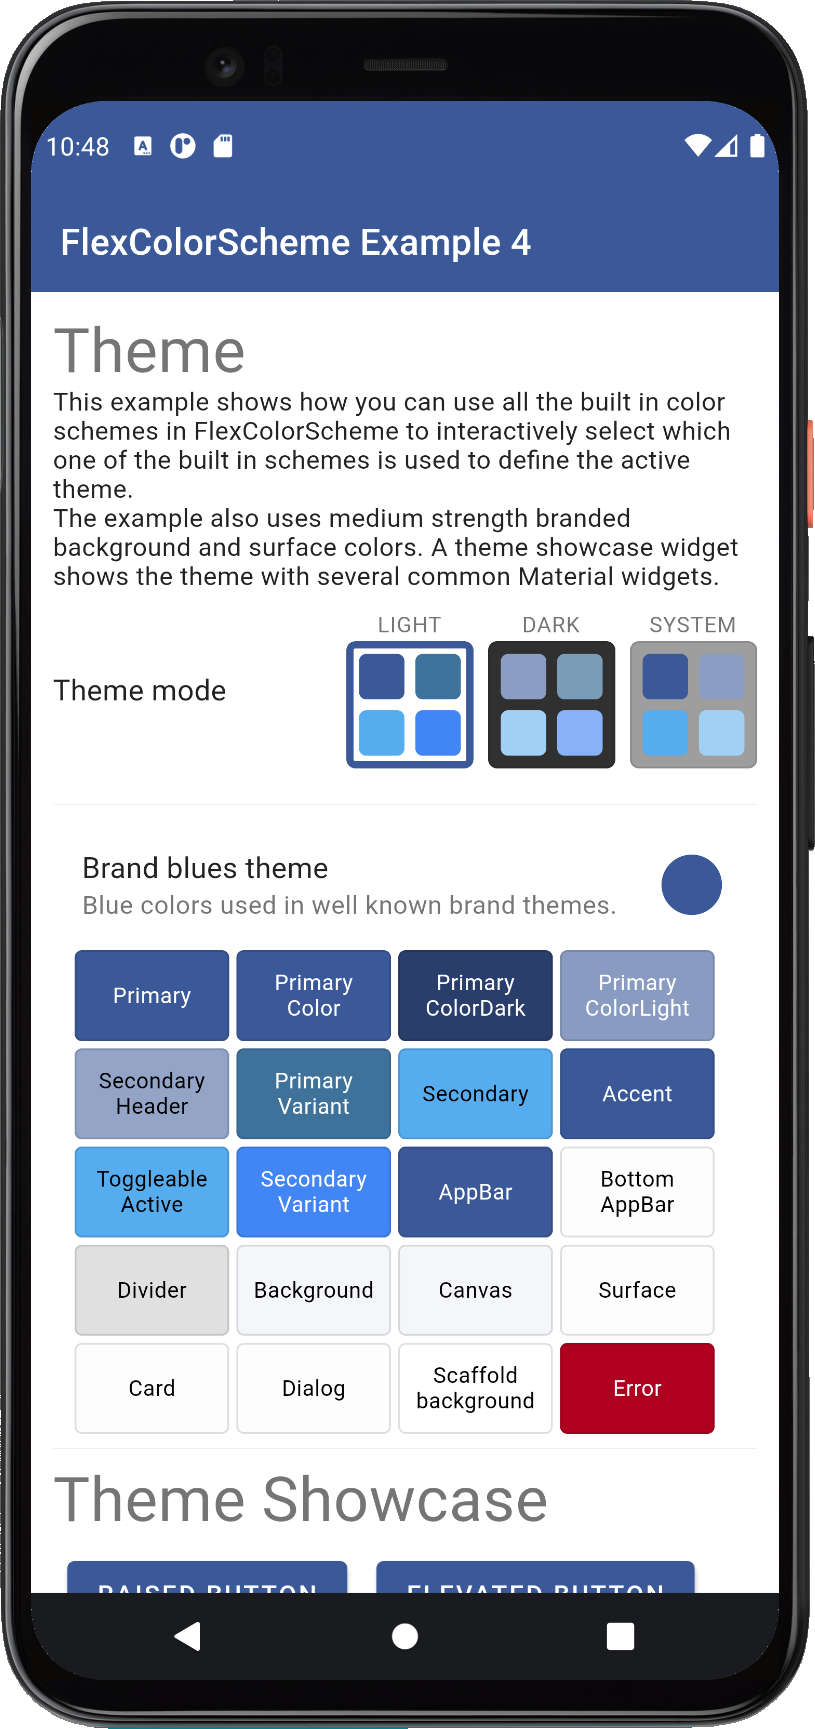 10:48
FlexColorScheme Example 4
Theme
This example shows how you can use all the built in color
schemes in FlexColorScheme to interactively select which
one of the built in schemes is used to define the active
theme.
The example also uses medium strength branded
background and surface colors. A theme showcase widget
shows the theme with several common Material widgets.
LIGHT DARK SYSTEM
Theme mode
Brand blues theme
Blue colors used in well known brand themes.
Primary
Primary
Color
Primary
ColorDark
Primary
ColorLight
Secondary
Header
Primary
Variant
Secondary
Accent
Toggleable
Active
Secondary
Variant
AppBar
Bottom
AppBar
Divider
Background
Canvas
Surface
Card
Dialog
Scaffold
background
Error
Theme Showcase
RAISED BUTTON ELEVATED BUTTON